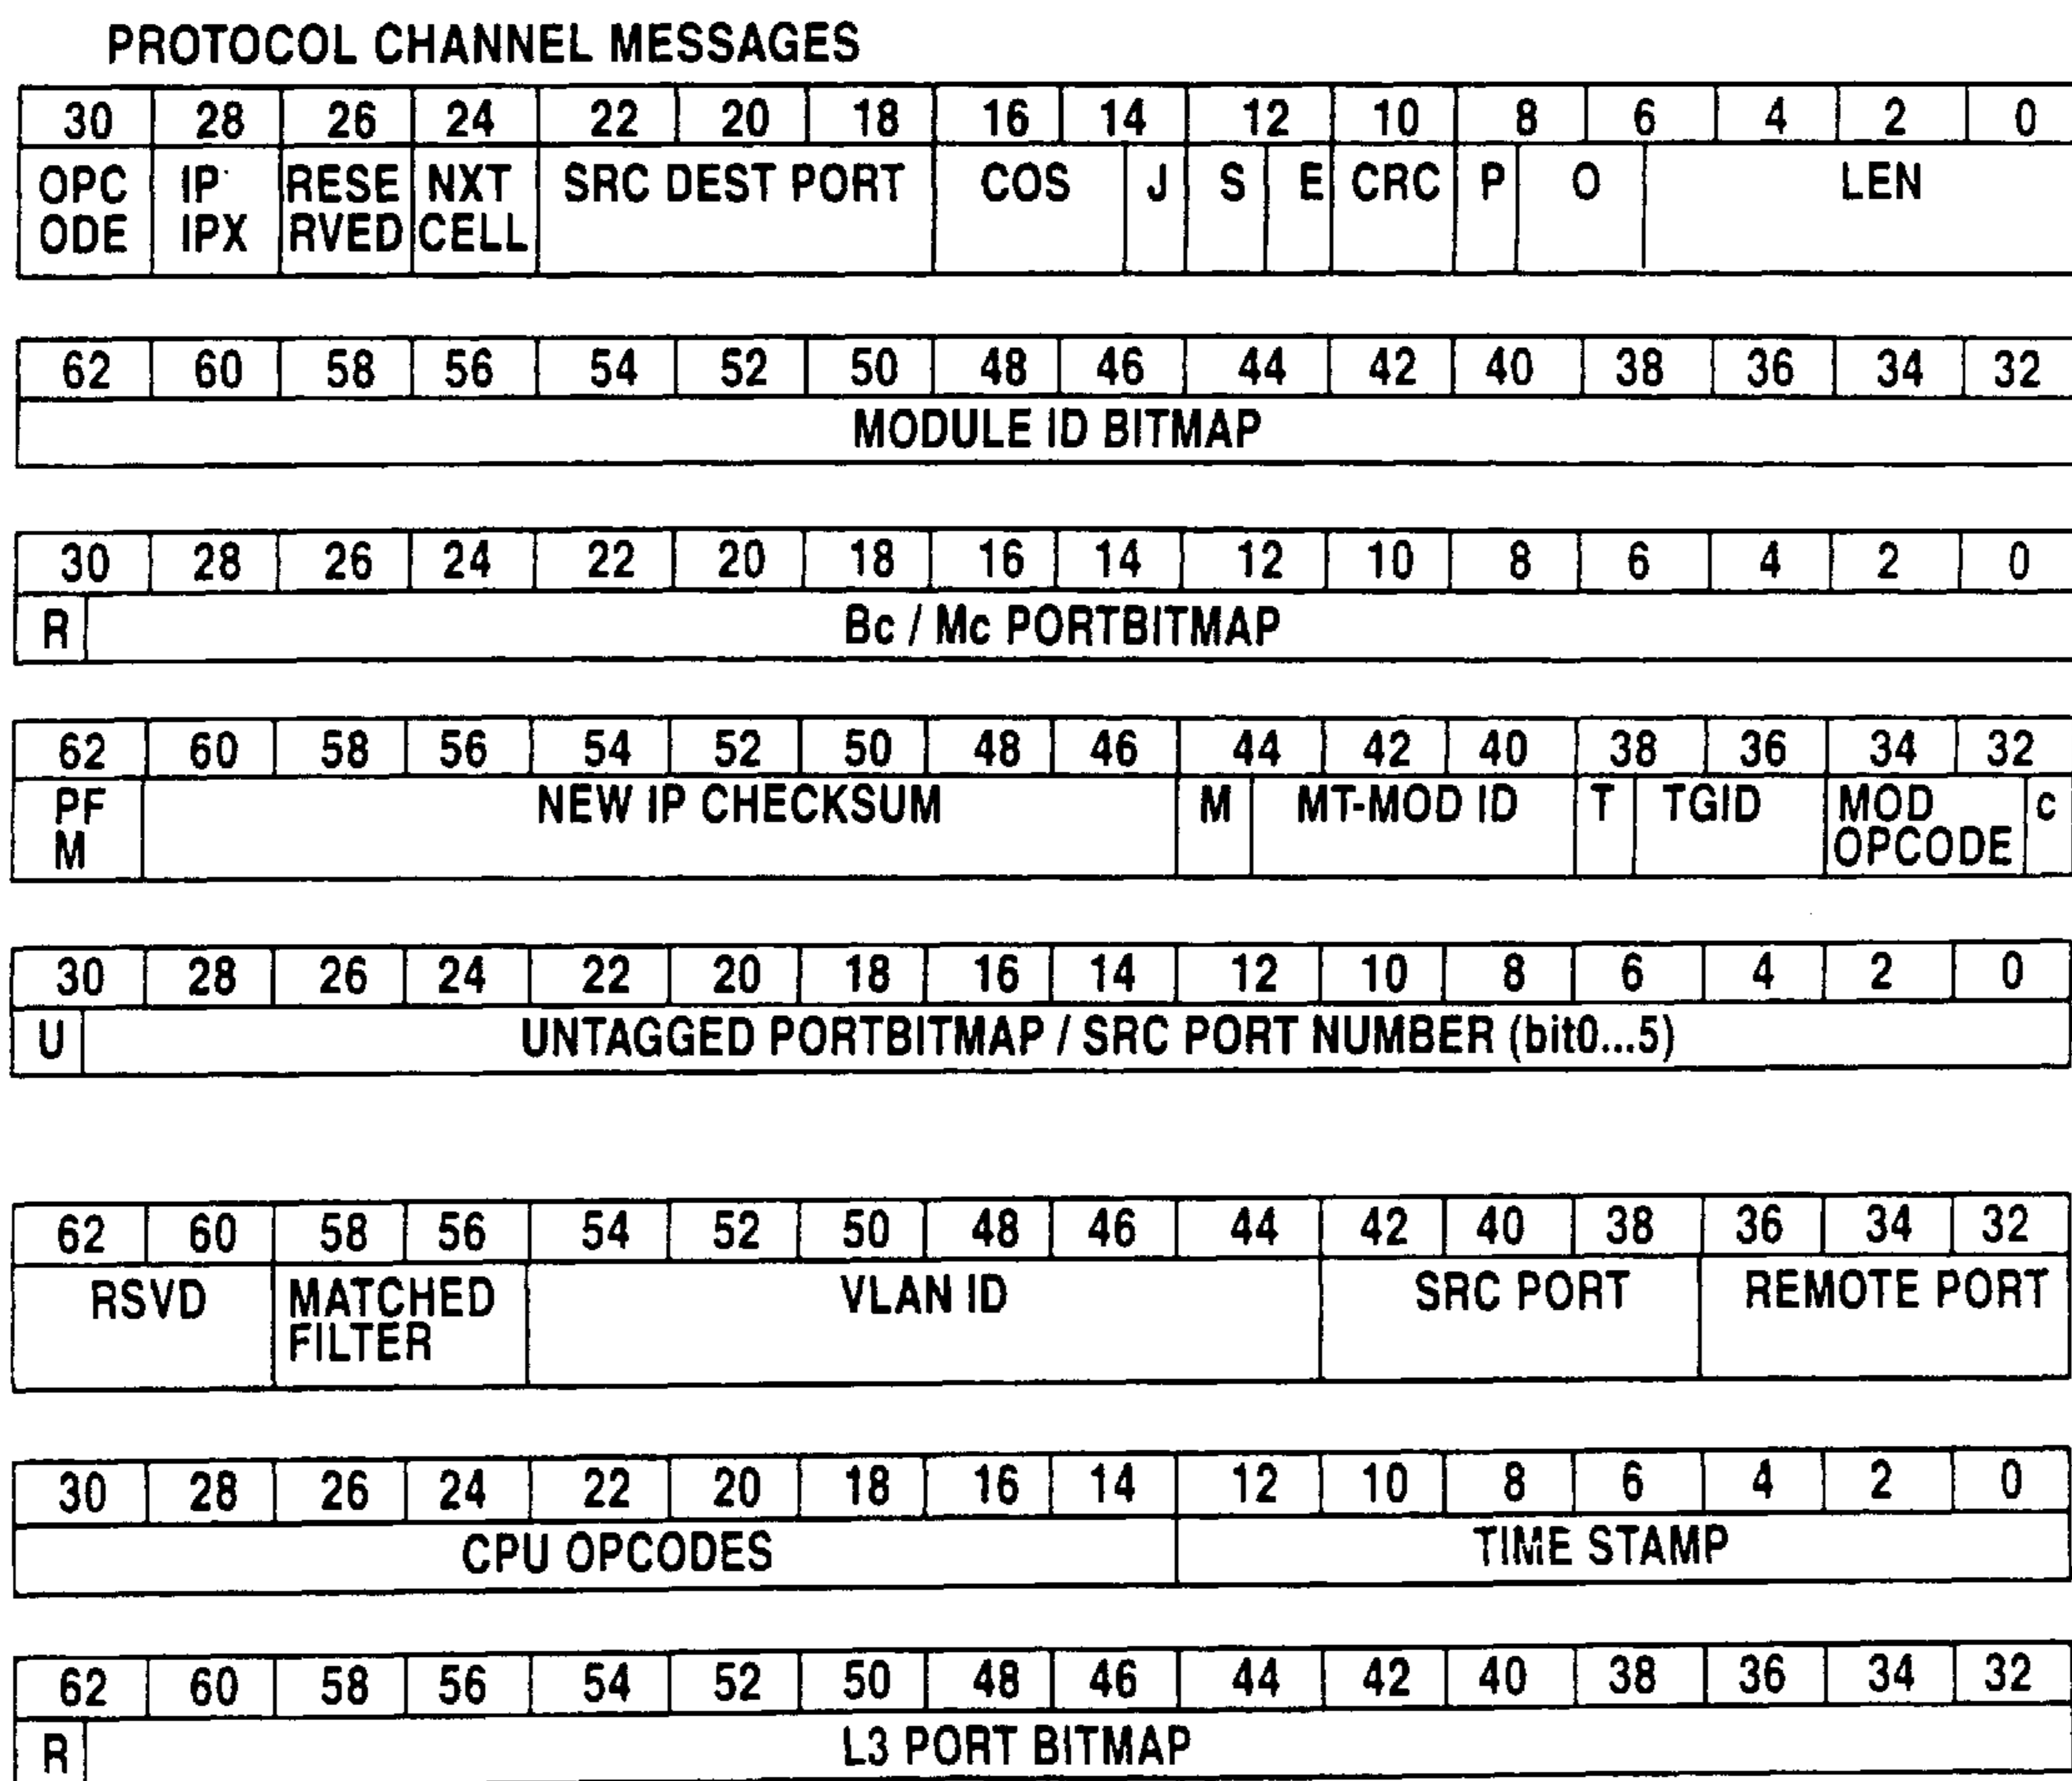 PROTOCOL CHANNEL MESSAGES
30 28 26 24 22 20 18 16 14 12 10 8 6 4 2 0
OPC IP RESE NXT SRC DEST PORT COS J S E CRC P O LEN
ODE IPX RVED CELL
62 60 58 56 54 52 50 48 46 44 42 40 38 36 34 32
MODULE ID BITMAP
30 28 26 24 22 20 18 16 14 12 10 8 6 4 2 0
R Bc / Mc PORTBITMAP
62 60 58 56 54 52 50 48 46 44 42 40 38 36 34 32
PF NEW IP CHECKSUM M MT-MOD ID T TGID MOD c
M OPCODE
30 28 26 24 22 20 18 16 14 12 10 8 6 4 2 0
U UNTAGGED PORTBITMAP / SRC PORT NUMBER (bit0...5)
62 60 58 56 54 52 50 48 46 44 42 40 38 36 34 32
RSVD MATCHED VLAN ID SRC PORT REMOTE PORT
FILTER
30 28 26 24 22 20 18 16 14 12 10 8 6 4 2 0
CPU OPCODES TIME STAMP
62 60 58 56 54 52 50 48 46 44 42 40 38 36 34 32
R L3 PORT BITMAP